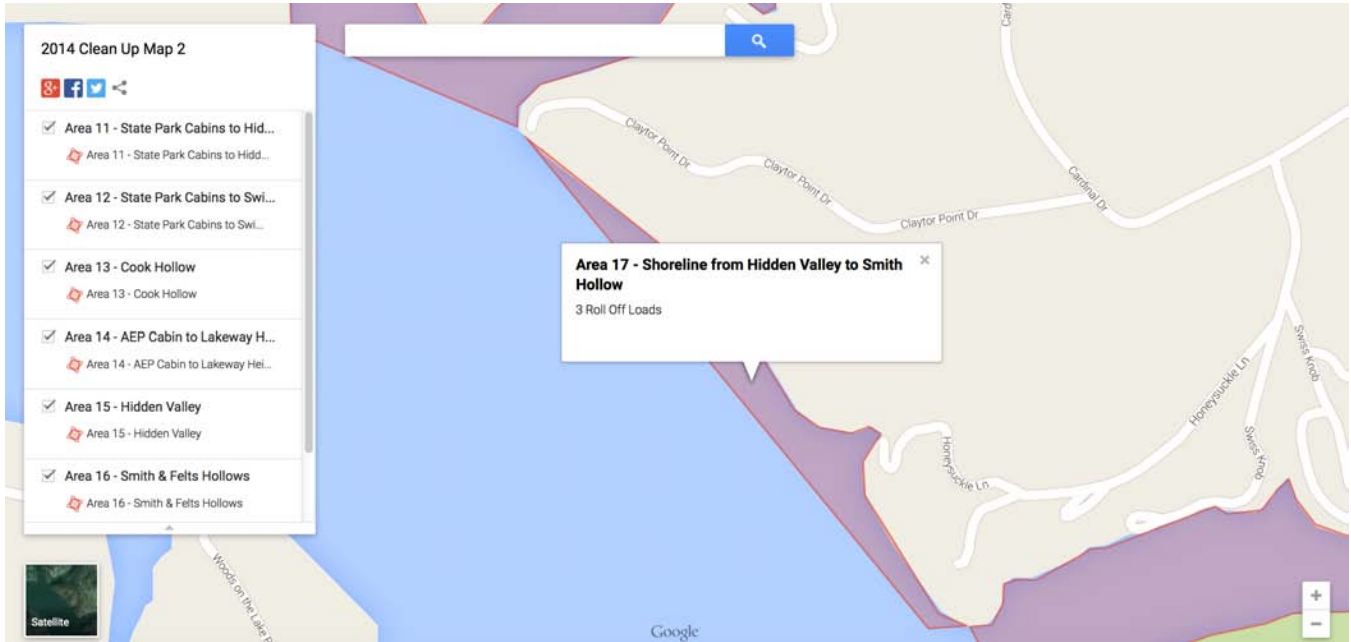 2014 Clean Up Map 2
8+
Area 11 - State Park Cabins to Hid...
Area 11 - State Park Cabins to Hidd...
Area 12 - State Park Cabins to Swi...
Area 12 - State Park Cabins to Swi...
Area 13 - Cook Hollow
Area 13 - Cook Hollow
Area 14 - AEP Cabin to Lakeway H...
Area 14 - AEP Cabin to Lakeway Hei...
Area 15 - Hidden Valley
Area 15 - Hidden Valley
Area 16 - Smith & Felts Hollows
Area 16 - Smith & Felts Hollows
Satellite
Woods on the Lake
Claytor Point Dr
Claytor Point Dr
Claytor Point Dr
Cardinal Dr
Area 17 - Shoreline from Hidden Valley to Smith
Hollow
3 Roll Off Loads
Honeysuckle Ln
Honeysuckle Ln
Swiss Knob
Swiss Knob
Google